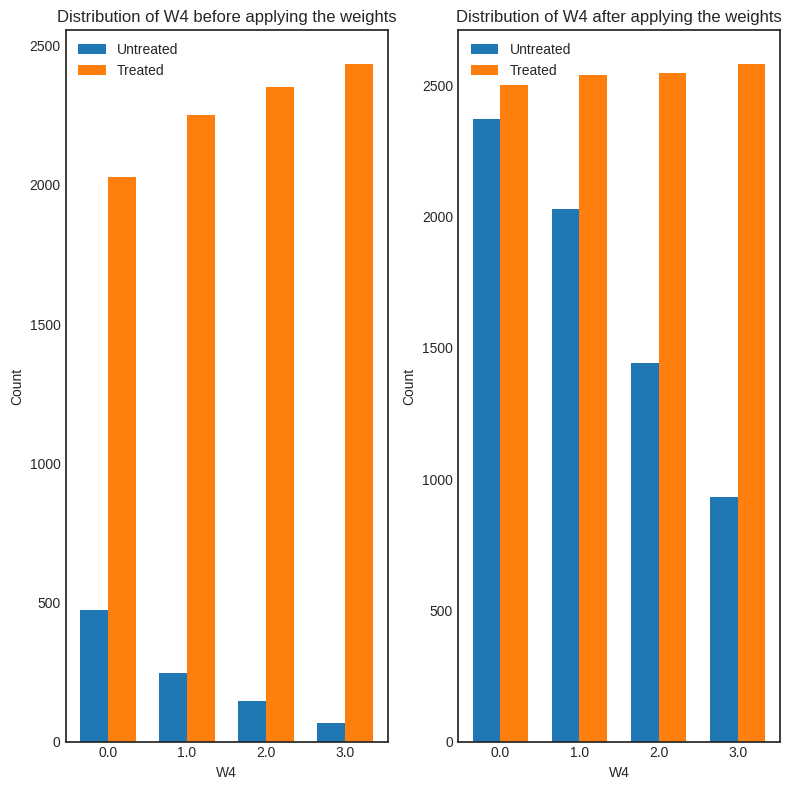 Distribution of W4 before applying the weights
2500
2000
1500
1000
500
0
Count
Untreated
Treated
0.0 1.0 2.0 3.0
W4
Distribution of W4 after applying the weights
2500
2000
1500
1000
500
0
Count
Untreated
Treated
0.0 1.0 2.0 3.0
W4